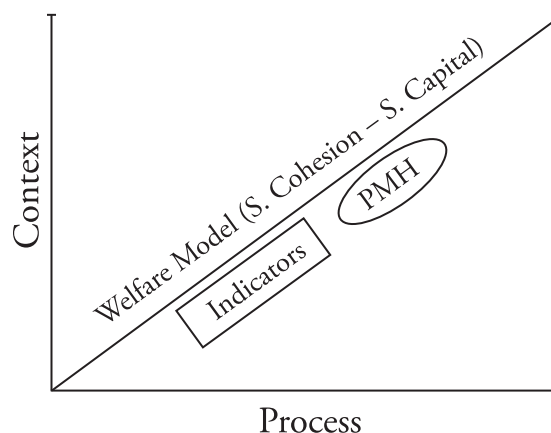 Context
Welfare Model (S. Cohesion – S. Capital)
PMH
Indicators
Process